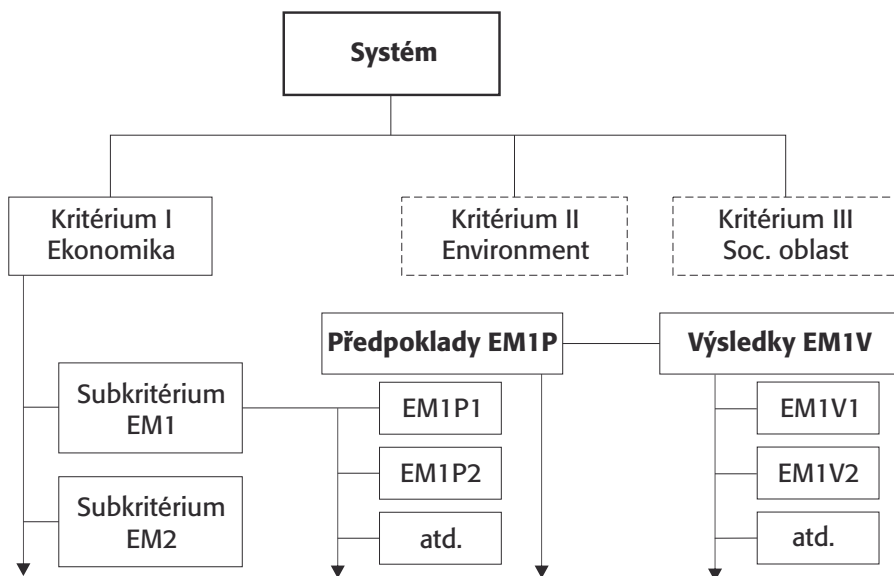 Systém
Kritérium I
Ekonomika
Kritérium II
Environment
Kritérium III
Soc. oblast
Předpoklady EM1P
Výsledky EM1V
Subkritérium
EM1
EM1P1
EM1V1
EM1P2
EM1V2
Subkritérium
EM2
atd.
atd.